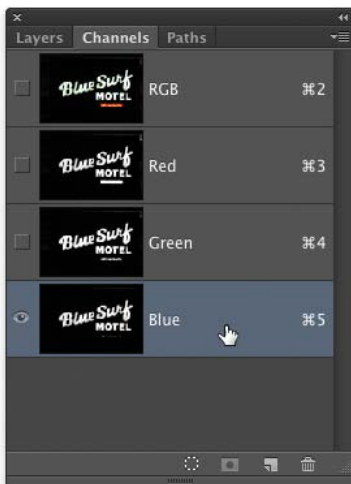 Layers Channels Paths
Blue Surf
MOTEL
RGB ⌘2
Blue Surf
MOTEL
Red ⌘3
Blue Surf
MOTEL
Green ⌘4
Blue Surf
MOTEL
Blue ⌘5